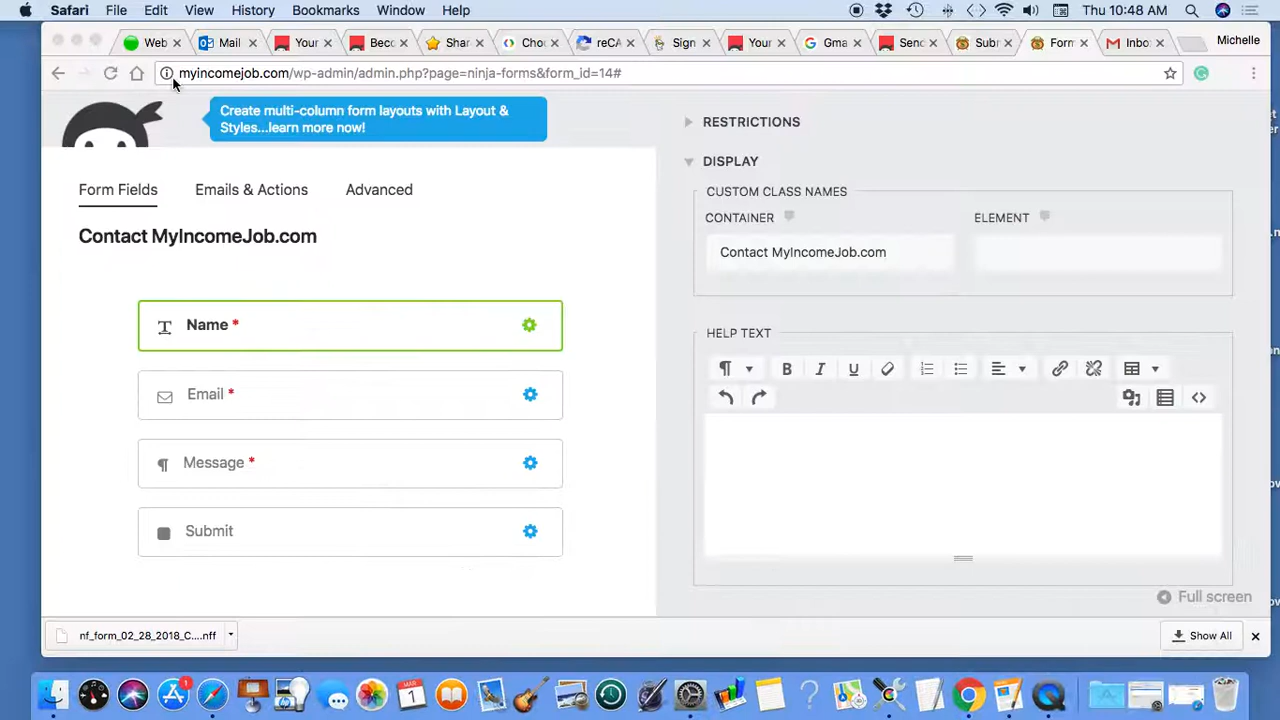 Safari File Edit View History Bookmarks Window Help Thu 10:48 AM
Web Mail Your Beco Shar Chou reCA Sign Your Gma Send Subr Form Inbo Michelle
myincomejob.com/wp-admin/admin.php?page=ninja-forms&form_id=14#
Create multi-column form layouts with Layout &
Styles...learn more now!
RESTRICTIONS
DISPLAY
Form Fields Emails & Actions Advanced
CUSTOM CLASS NAMES
CONTAINER ELEMENT
Contact MyIncomeJob.com
Contact MyIncomeJob.com
Name *
HELP TEXT
B I U
Email *
Message *
Submit
Full screen
nf_form_02_28_2018_C....nff
Show All